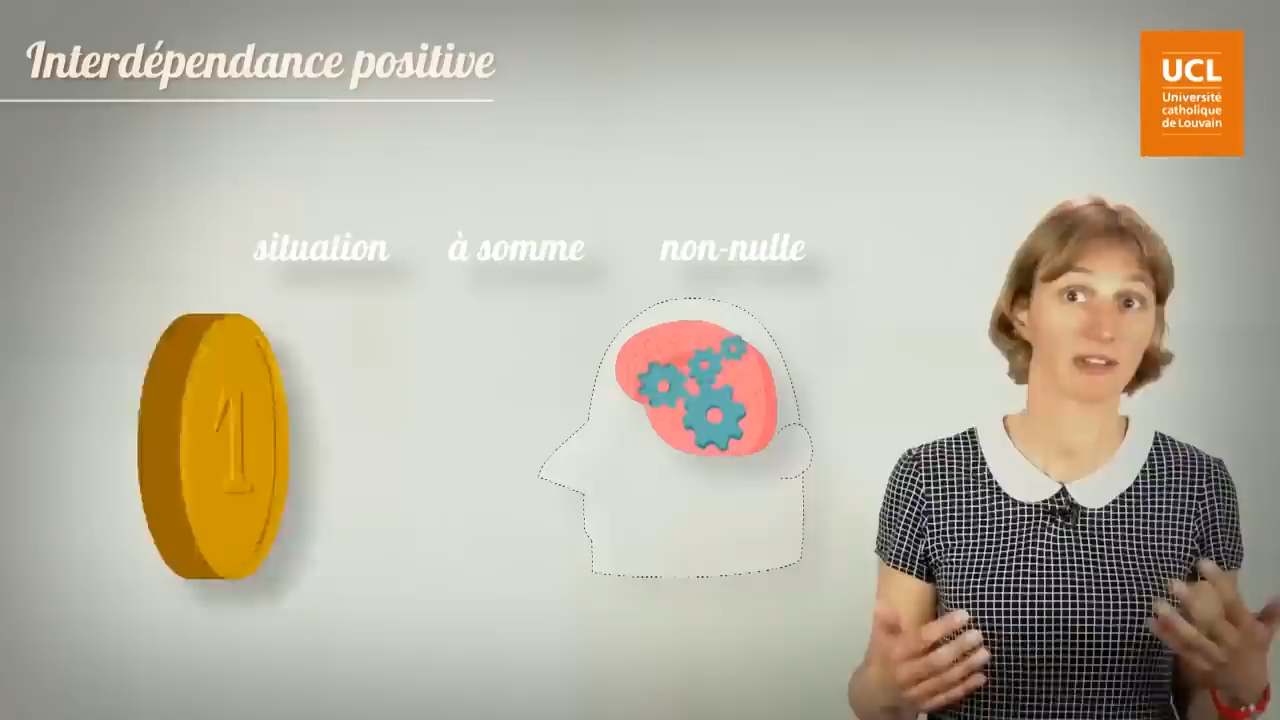 Interdépendance positive
UCL
Université
catholique
de Louvain
situation à somme non-nulle
1